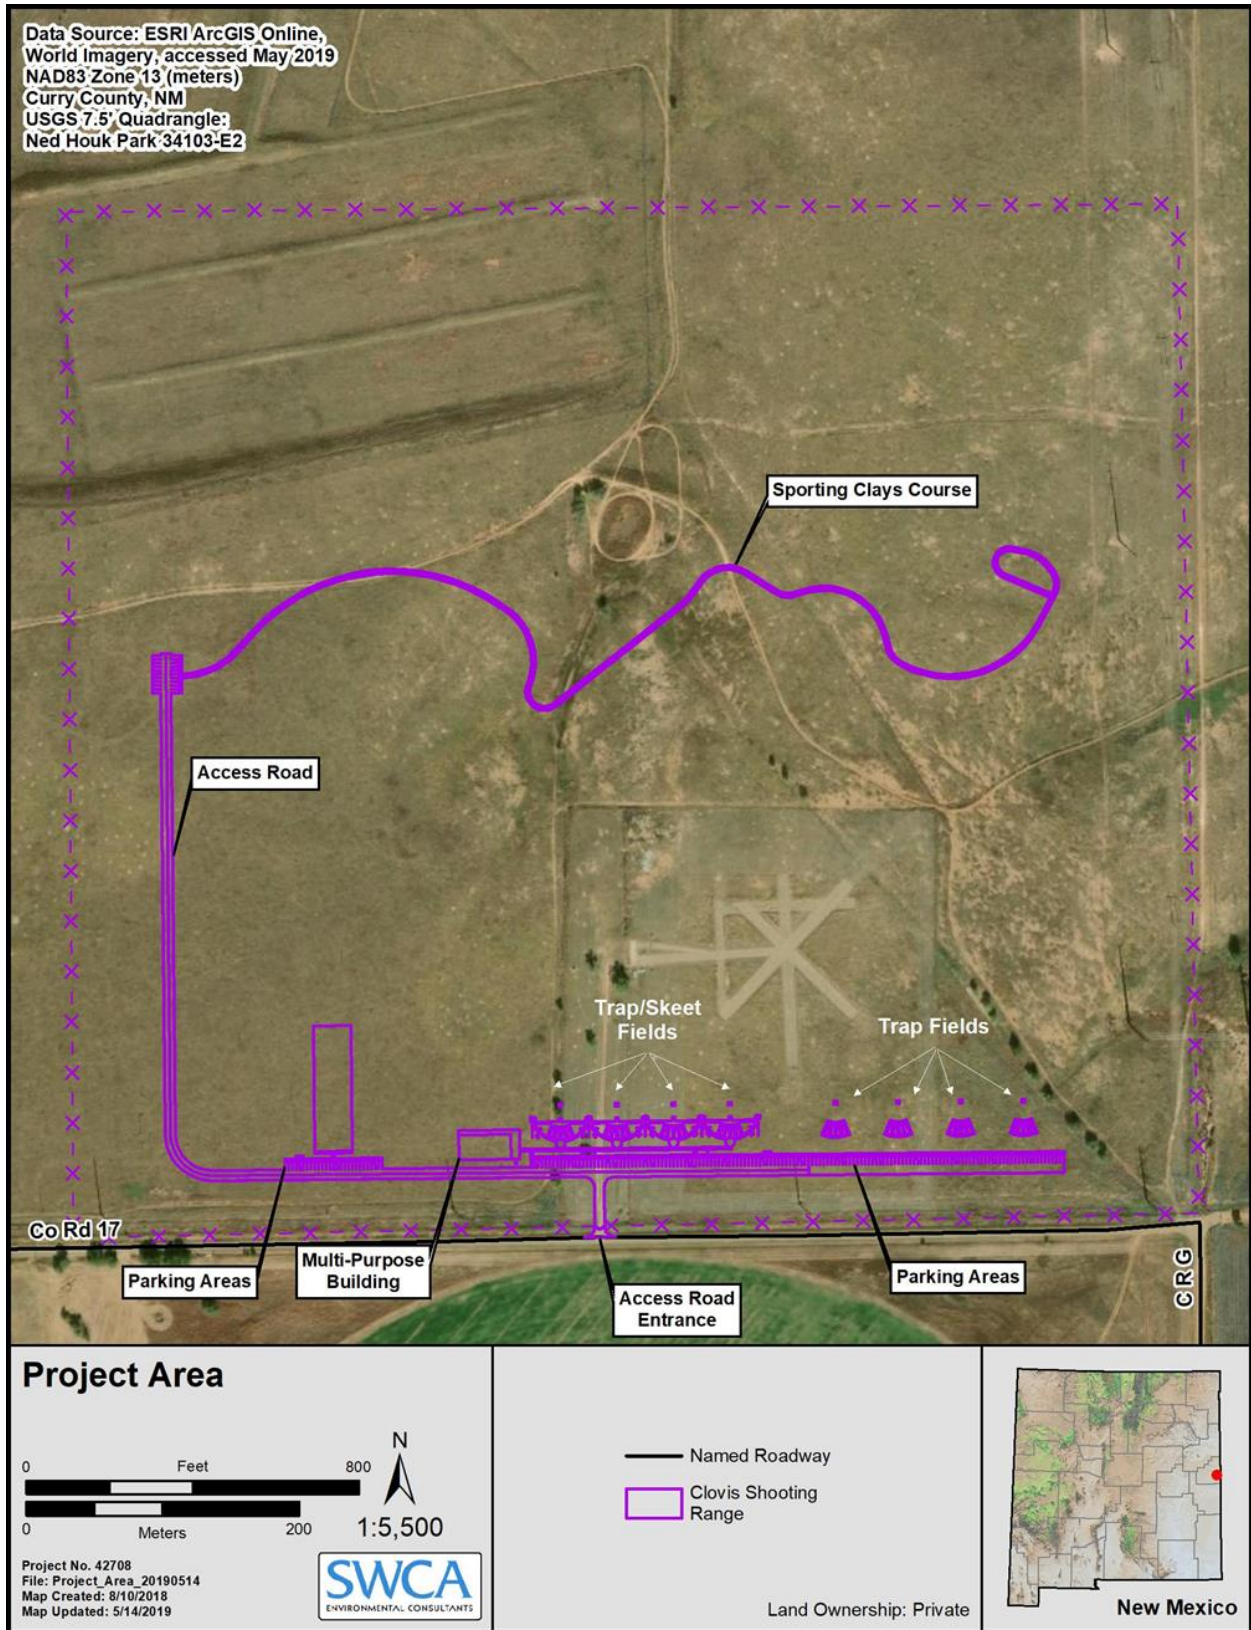 Data Source: ESRI ArcGIS Online,
World Imagery, accessed May 2019
NAD83 Zone 13 (meters)
Curry County, NM
USGS 7.5' Quadrangle:
Ned Houk Park 34103-E2
Sporting Clays Course
Access Road
Trap/Skeet
Fields
Trap Fields
Co Rd 17
Parking Areas
Multi-Purpose
Building
Access Road
Entrance
Parking Areas
C R G
Project Area
0 Feet 800
0 Meters 200
N
1:5,500
Project No. 42708
File: Project_Area_20190514
Map Created: 8/10/2018
Map Updated: 5/14/2019
SWCA
ENVIRONMENTAL CONSULTANTS
Named Roadway
Clovis Shooting
Range
Land Ownership: Private
New Mexico